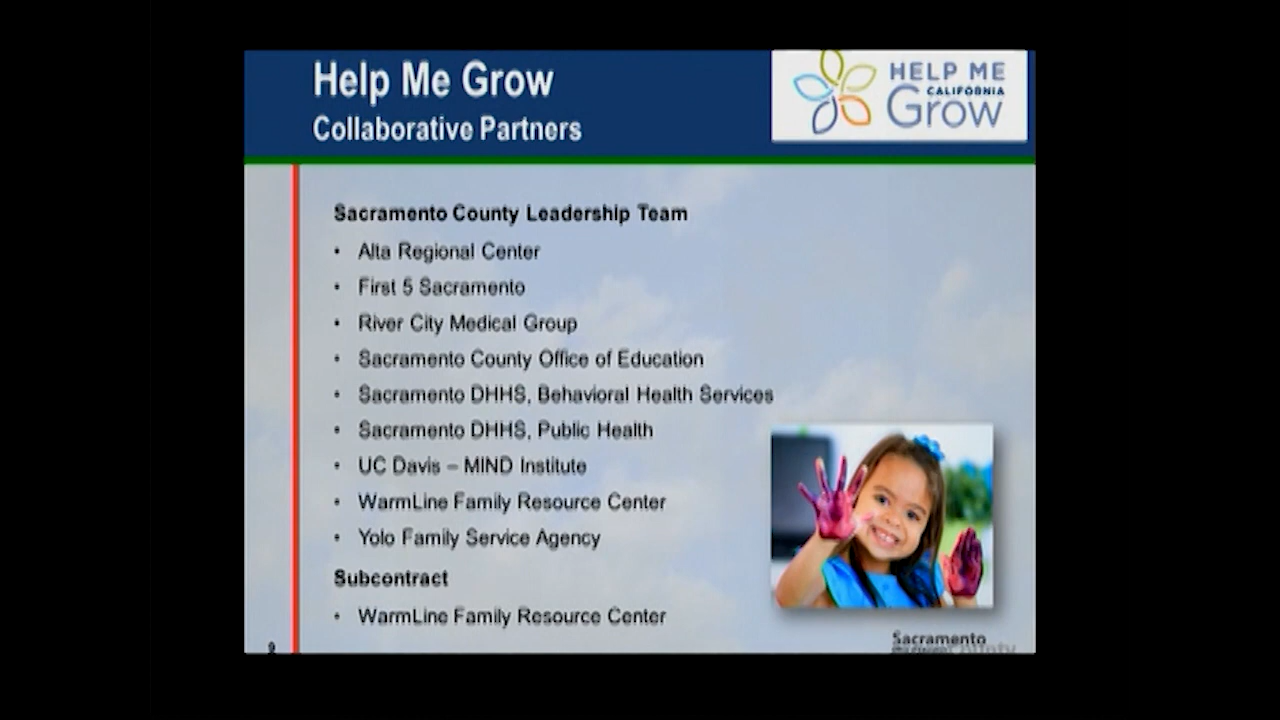 Help Me Grow
Collaborative Partners
HELP ME
CALIFORNIA
Grow
Sacramento County Leadership Team
• Alta Regional Center
• First 5 Sacramento
• River City Medical Group
• Sacramento County Office of Education
• Sacramento DHHS, Behavioral Health Services
• Sacramento DHHS, Public Health
• UC Davis – MIND Institute
• WarmLine Family Resource Center
• Yolo Family Service Agency
Subcontract
• WarmLine Family Resource Center
9
Sacramento